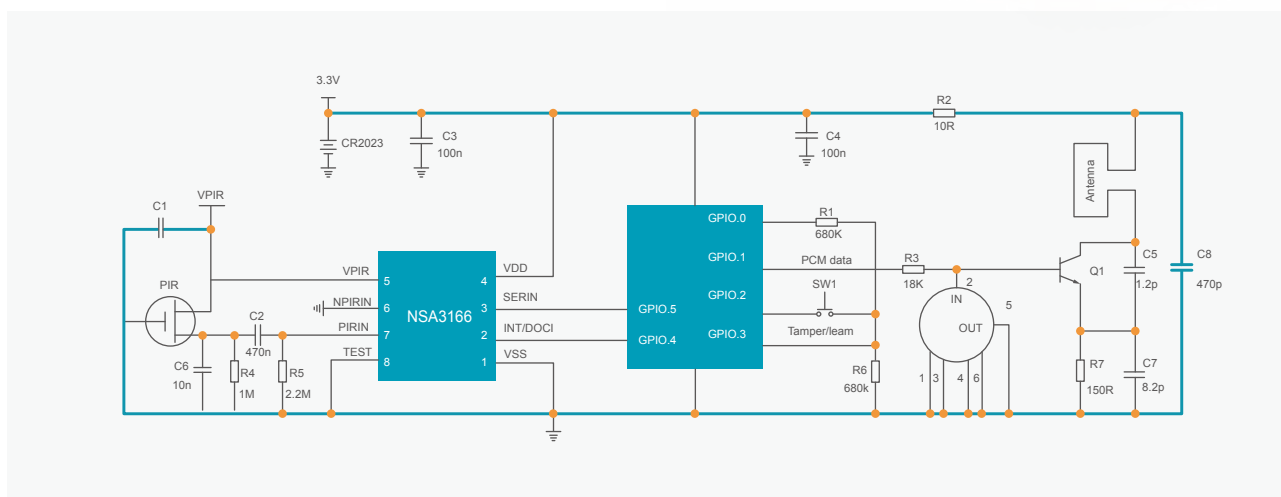 3.3V
CR2023
C3
100n
C4
100n
R2
10R
Antenna
VPIR
C1
PIR
C2
470n
C6
10n
R4
1M
R5
2.2M
VPIR
NPIRIN
PIRIN
TEST
5
6
7
8
NSA3166
4
3
2
1
VDD
SERIN
INT/DOCI
VSS
GPIO.0
GPIO.1
GPIO.2
GPIO.3
GPIO.5
GPIO.4
R1
680K
PCM data
SW1
Tamper/leam
R6
680k
R3
18K
2
IN
OUT
5
1
3
4
6
Q1
C5
1.2p
C8
470p
R7
150R
C7
8.2p